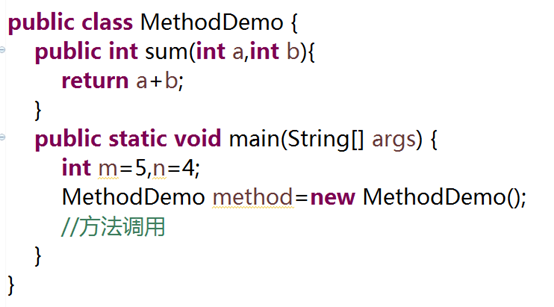 public class MethodDemo {
public int sum(int a,int b){
return a+b;
}
public static void main(String[] args) {
int m=5,n=4;
MethodDemo method=new MethodDemo();
//方法调用
}
}